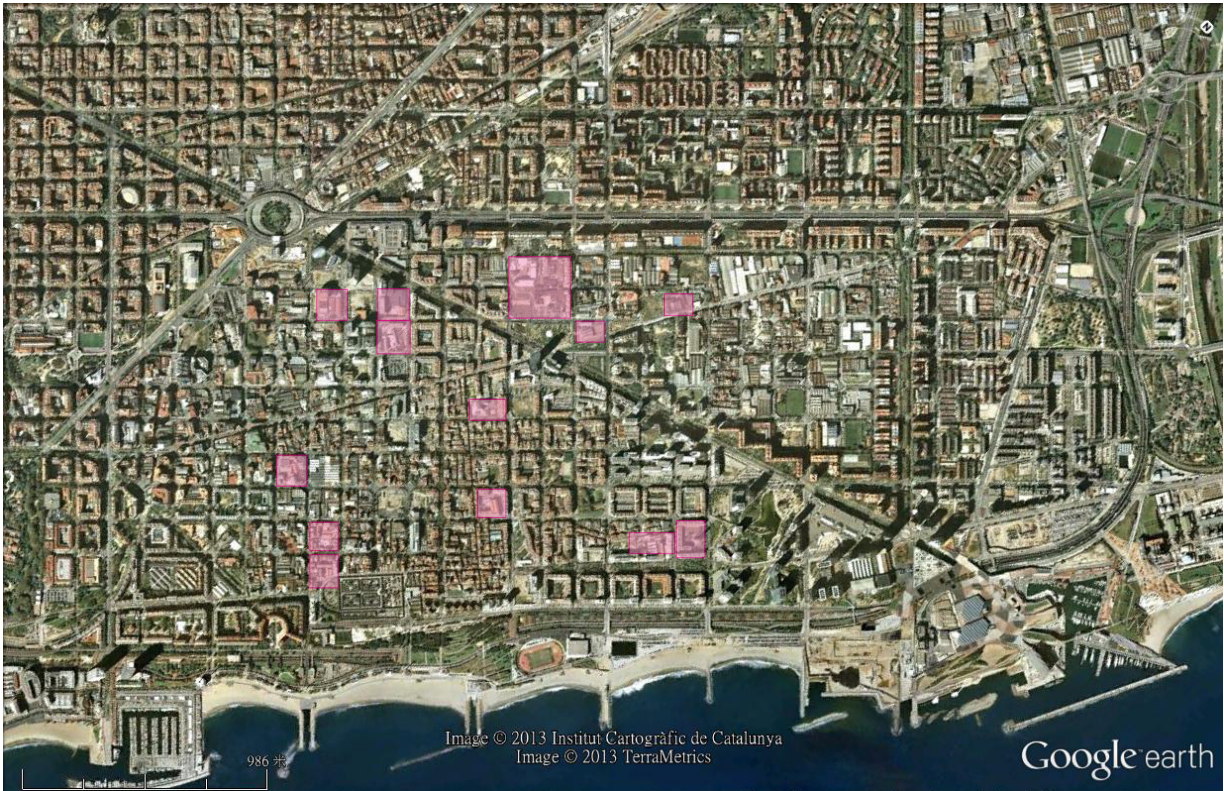 986 米
Image © 2013 Institut Cartogràfic de Catalunya
Image © 2013 TerraMetrics
Google earth